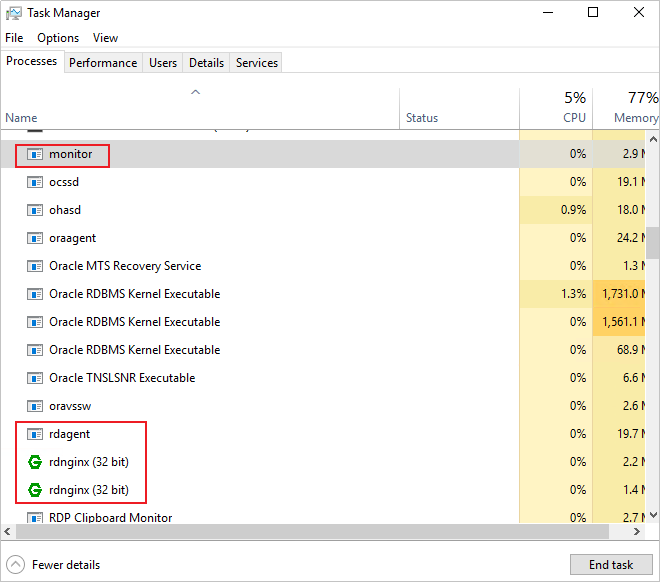 Task Manager
File Options View
Processes Performance Users Details Services
5% 77%
Name Status CPU Memory
monitor 0% 2.9 M
ocssd 0% 19.1 M
ohasd 0.9% 18.0 M
oraagent 0% 24.2 M
Oracle MTS Recovery Service 0% 1.3 M
Oracle RDBMS Kernel Executable 1.3% 1,731.0 M
Oracle RDBMS Kernel Executable 0% 1,561.1 M
Oracle RDBMS Kernel Executable 0% 68.9 M
Oracle TNSLSNR Executable 0% 6.6 M
oravssw 0% 2.6 M
rdagent 0% 19.7 M
rdnginx (32 bit) 0% 2.2 M
rdnginx (32 bit) 0% 1.4 M
RDP Clipboard Monitor 0% 2.7 M
Fewer details End task